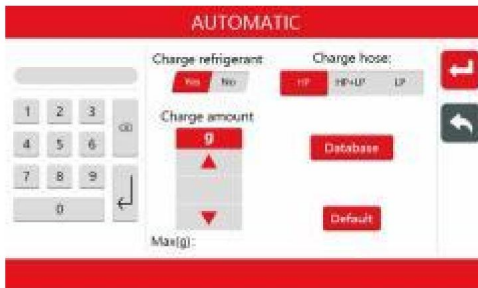 AUTOMATIC
Charge refrigerant
Yes No
Charge hose:
HP HP+LP LP
1 2 3
4 5 6
7 8 9
0
Charge amount
g
Database
Default
Max(g):